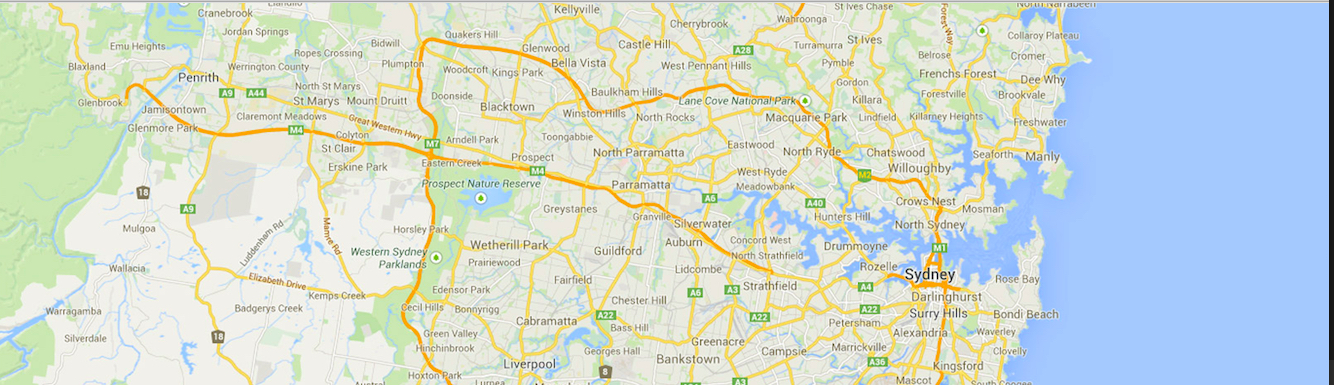 Cranebrook
Kellyville
St Ives Chase
North Narrabeen
Jordan Springs
Quakers Hill
Cherrybrook
Wahroonga
Forest Way
Emu Heights
Bidwill
Glenwood
Castle Hill
A28
Turramurra
St Ives
Belrose
Collaroy Plateau
Ropes Crossing
Blaxland
Werrington County
Plumpton
Bella Vista
West Pennant Hills
Pymble
Cromer
Penrith
Woodcroft
Kings Park
Frenchs Forest
Dee Why
North St Marys
Gordon
A9
A44
Baulkham Hills
Forestville
Brookvale
Glenbrook
St Marys
Mount Druitt
Doonside
Blacktown
Lane Cove National Park
Killara
Jamisontown
Claremont Meadows
Great Western Hwy
Winston Hills
North Rocks
Macquarie Park
Lindfield
Killarney Heights
Freshwater
Glenmore Park
M4
Colyton
Toongabbie
M7
Arndell Park
Eastwood
St Clair
North Parramatta
North Ryde
Chatswood
Seaforth
Manly
Eastern Creek
Prospect
Erskine Park
M4
West Ryde
Willoughby
M2
Prospect Nature Reserve
Parramatta
Meadowbank
18
A6
A40
Crows Nest
A9
Greystanes
Granville
Hunters Hill
Mosman
Mulgoa
Luddenham Rd
Mamre Rd
Horsley Park
Silverwater
North Sydney
Wetherill Park
Auburn
Concord West
Drummoyne
M1
Western Sydney
Parklands
Guildford
North Strathfield
Prairiewood
Wallacia
Lidcombe
Rozelle
Sydney
Elizabeth Drive
Fairfield
Rose Bay
Kemps Creek
Edensor Park
A6
A3
Strathfield
A4
Darlinghurst
Chester Hill
Warragamba
Badgerys Creek
Cecil Hills
Bonnyrigg
A22
A22
A22
Surry Hills
Bondi Beach
Cabramatta
Bass Hill
Petersham
Silverdale
18
Green Valley
Greenacre
Alexandria
Waverley
Hinchinbrook
Georges Hall
Campsie
Marrickville
Clovelly
Liverpool
Bankstown
A36
Kingsford
Hoxton Park
8
A3
Mascot